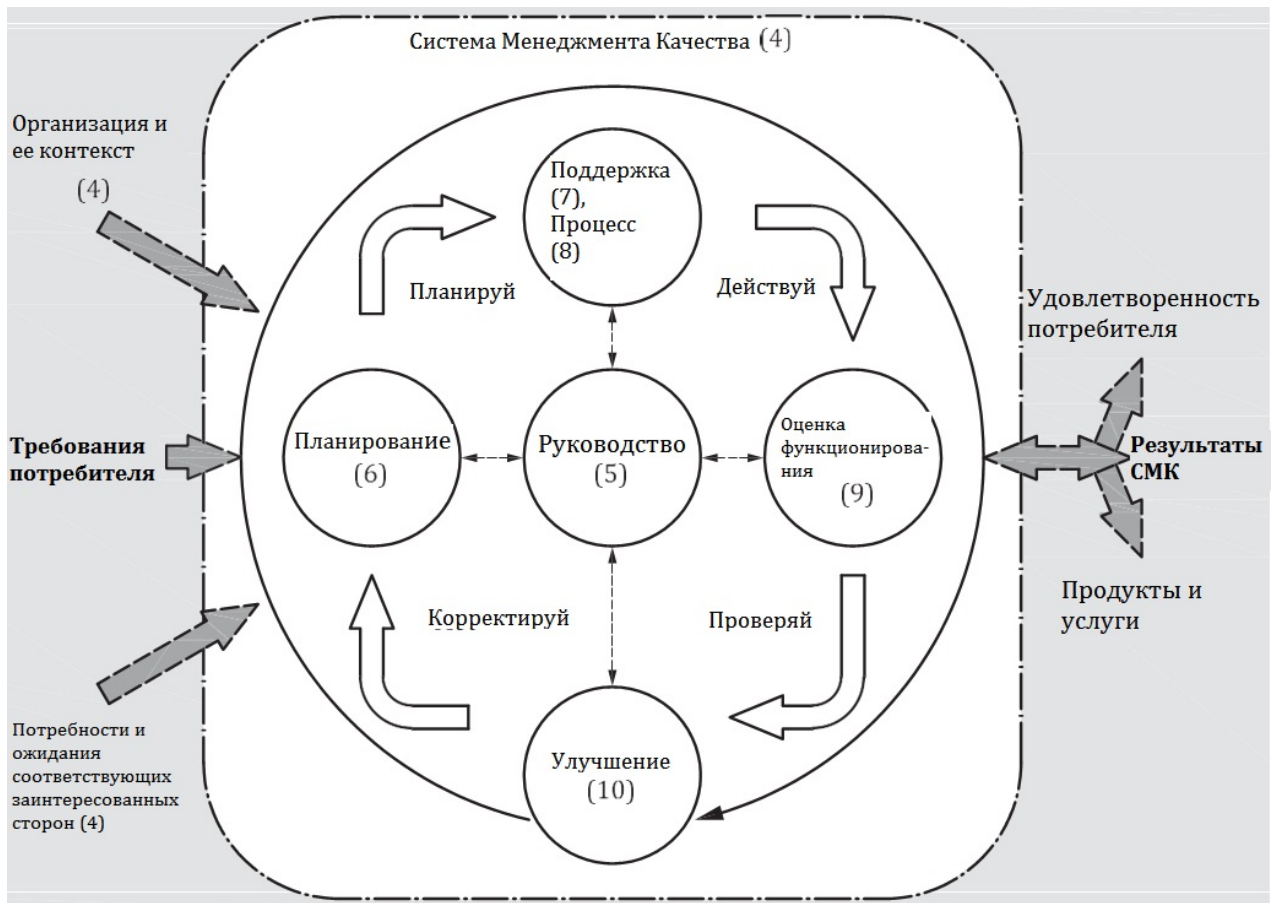 Система Менеджмента Качества (4)
Организация и
ее контекст
(4)
Поддержка
(7),
Процесс
(8)
Планируй
Действуй
Удовлетворенность
потребителя
Требования
потребителя
Планирование
(6)
Руководство
(5)
Оценка
функционирова-
ния
(9)
Результаты
СМК
Корректируй
Проверяй
Продукты и
услуги
Потребности и
ожидания
соответствующих
заинтересованных
сторон (4)
Улучшение
(10)